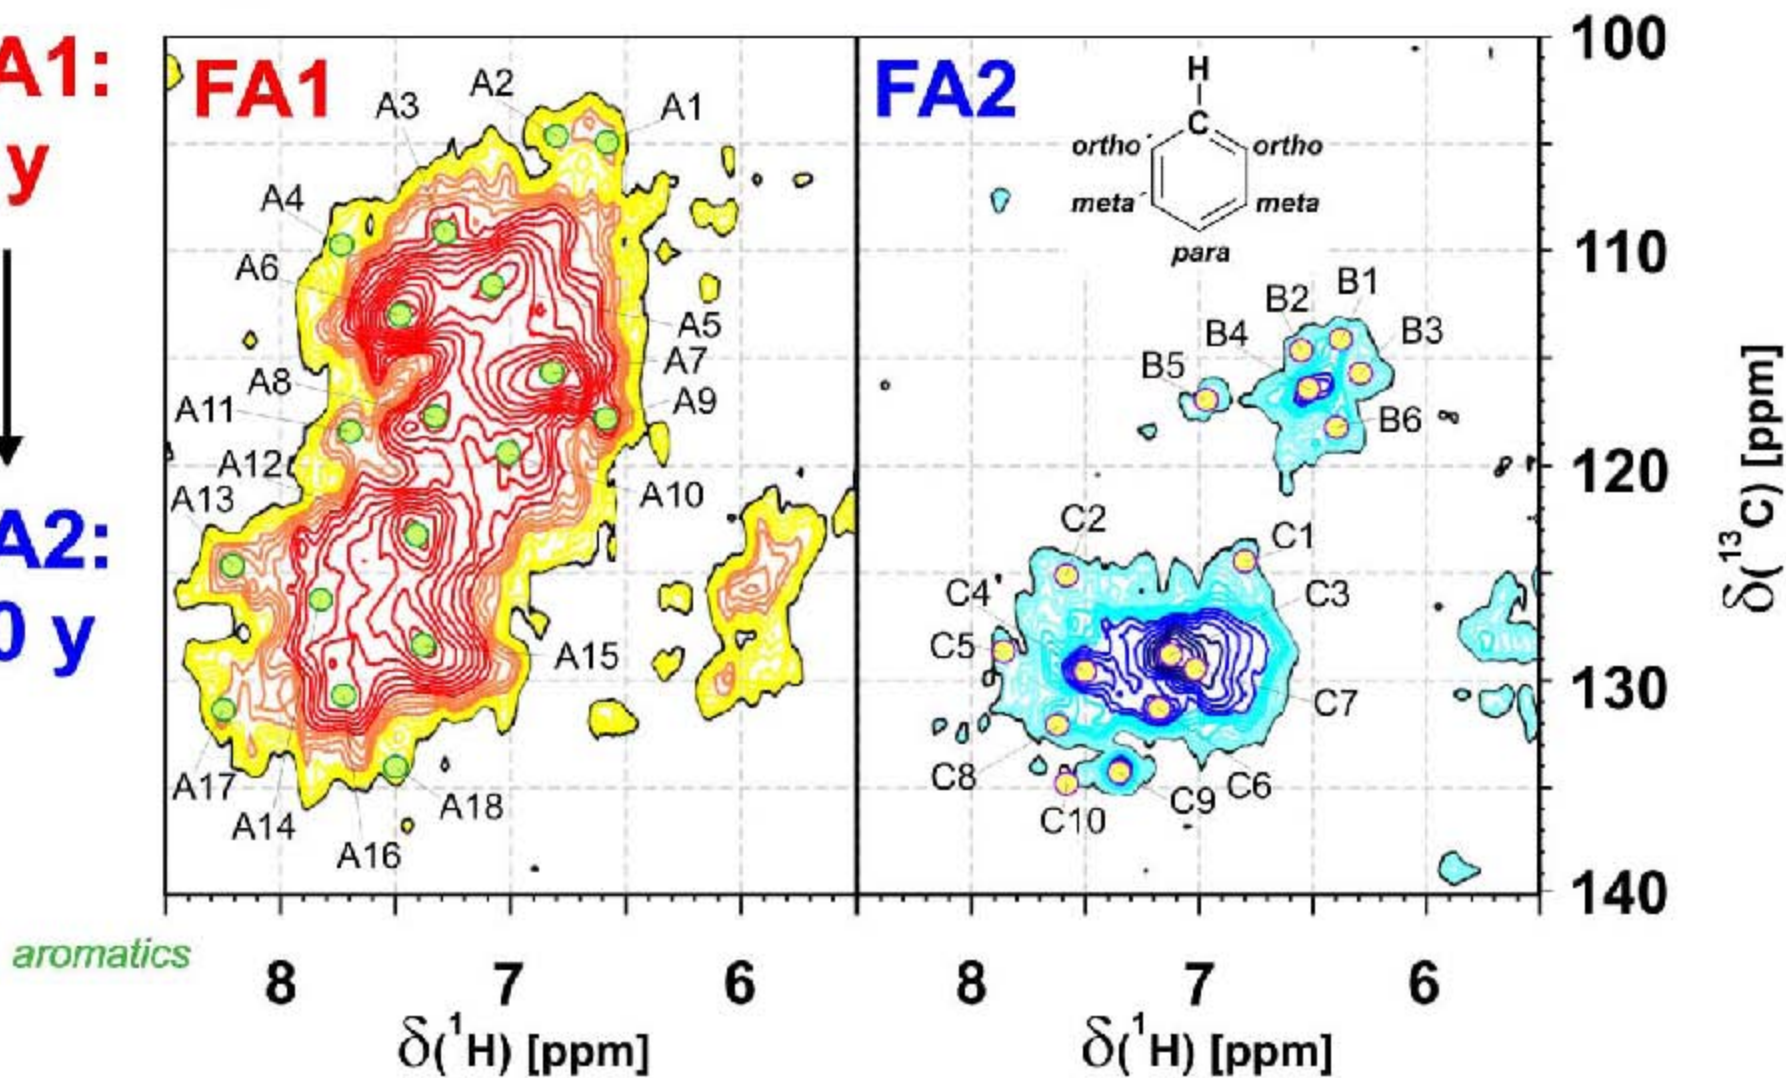 A1:
y
A2:
0 y
aromatics
FA1
A3
A2
A1
A4
A6
A5
A7
A8
A9
A11
A12
A10
A13
A15
A17
A14
A18
A16
8
7
6
δ(¹H) [ppm]
FA2
H
C
ortho
ortho
meta
meta
para
B1
B2
B3
B4
B5
B6
C2
C1
C4
C3
C5
C7
C8
C6
C9
C10
8
7
6
δ(¹H) [ppm]
100
110
120
130
140
δ(¹³C) [ppm]